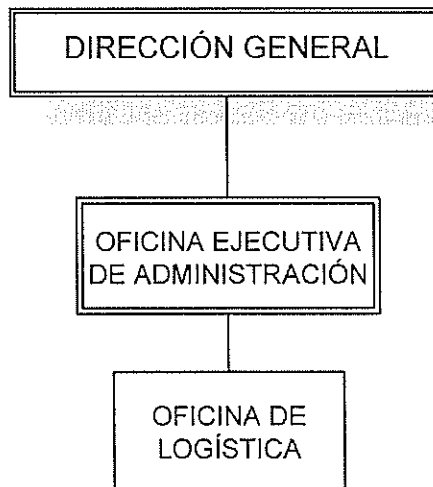 DIRECCIÓN GENERAL
OFICINA EJECUTIVA
DE ADMINISTRACIÓN
OFICINA DE
LOGÍSTICA